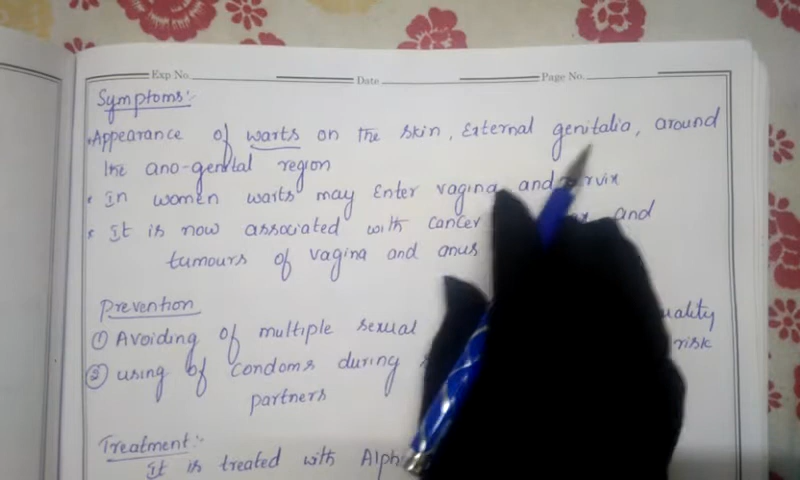 Exp No.
Date
Page No.
Symptoms:-
Appearance of warts on the skin, External genitalia, around
the ano-genital region
In women warts may Enter vagina and
It is now associated with cancer and
tumours of vagina and anus
Prevention
① Avoiding of multiple sexual
② using of condoms during risk
partners
Treatment:-
It is treated with